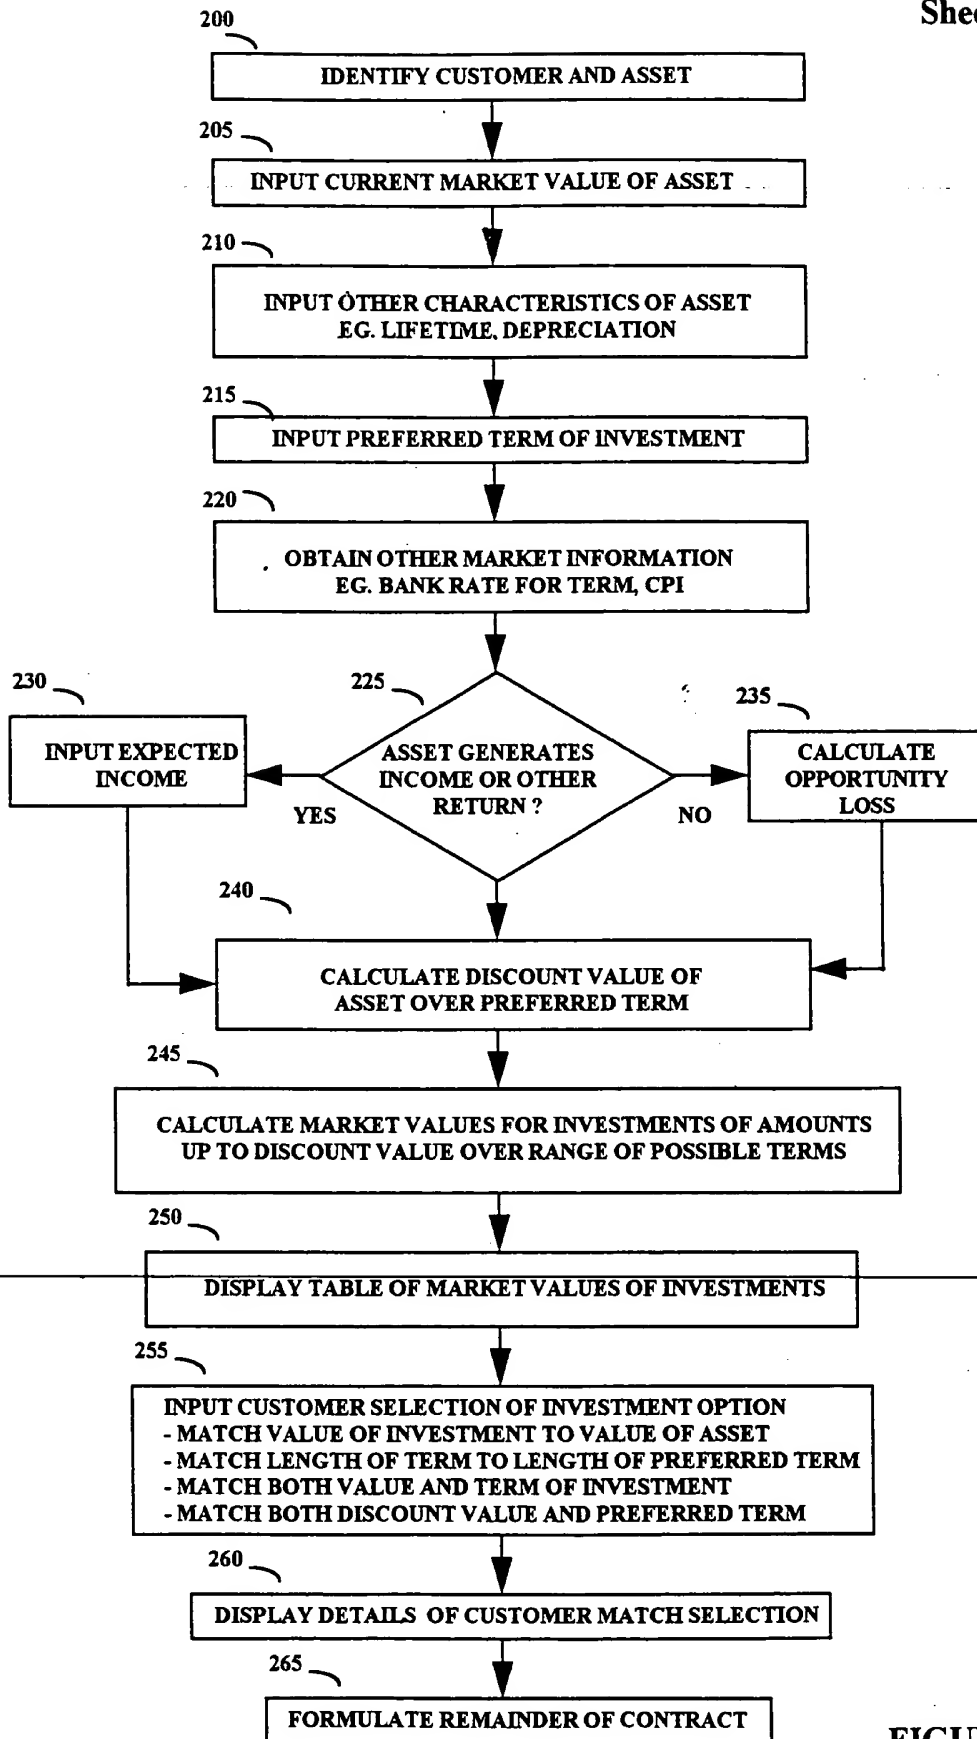 Shee
200
IDENTIFY CUSTOMER AND ASSET
205
INPUT CURRENT MARKET VALUE OF ASSET
210
INPUT OTHER CHARACTERISTICS OF ASSET
EG. LIFETIME, DEPRECIATION
215
INPUT PREFERRED TERM OF INVESTMENT
220
OBTAIN OTHER MARKET INFORMATION
EG. BANK RATE FOR TERM, CPI
230
INPUT EXPECTED
INCOME
225
ASSET GENERATES
INCOME OR OTHER
RETURN ?
YES
NO
235
CALCULATE
OPPORTUNITY
LOSS
240
CALCULATE DISCOUNT VALUE OF
ASSET OVER PREFERRED TERM
245
CALCULATE MARKET VALUES FOR INVESTMENTS OF AMOUNTS
UP TO DISCOUNT VALUE OVER RANGE OF POSSIBLE TERMS
250
DISPLAY TABLE OF MARKET VALUES OF INVESTMENTS
255
INPUT CUSTOMER SELECTION OF INVESTMENT OPTION
- MATCH VALUE OF INVESTMENT TO VALUE OF ASSET
- MATCH LENGTH OF TERM TO LENGTH OF PREFERRED TERM
- MATCH BOTH VALUE AND TERM OF INVESTMENT
- MATCH BOTH DISCOUNT VALUE AND PREFERRED TERM
260
DISPLAY DETAILS OF CUSTOMER MATCH SELECTION
265
FORMULATE REMAINDER OF CONTRACT
FIGU